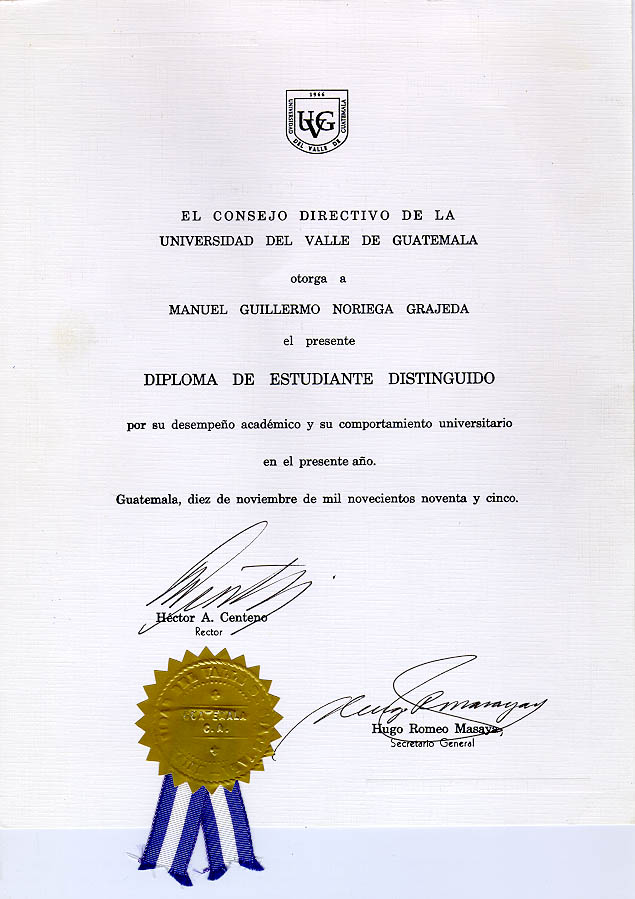 1966
UVG
UNIVERSIDAD DEL VALLE DE GUATEMALA
EL CONSEJO DIRECTIVO DE LA
UNIVERSIDAD DEL VALLE DE GUATEMALA
otorga a
MANUEL GUILLERMO NORIEGA GRAJEDA
el presente
DIPLOMA DE ESTUDIANTE DISTINGUIDO
por su desempeño académico y su comportamiento universitario
en el presente año.
Guatemala, diez de noviembre de mil novecientos noventa y cinco.
Héctor A. Centeno
Rector
GUATEMALA
C.A.
Hugo Romeo Masaya,
Secretario General